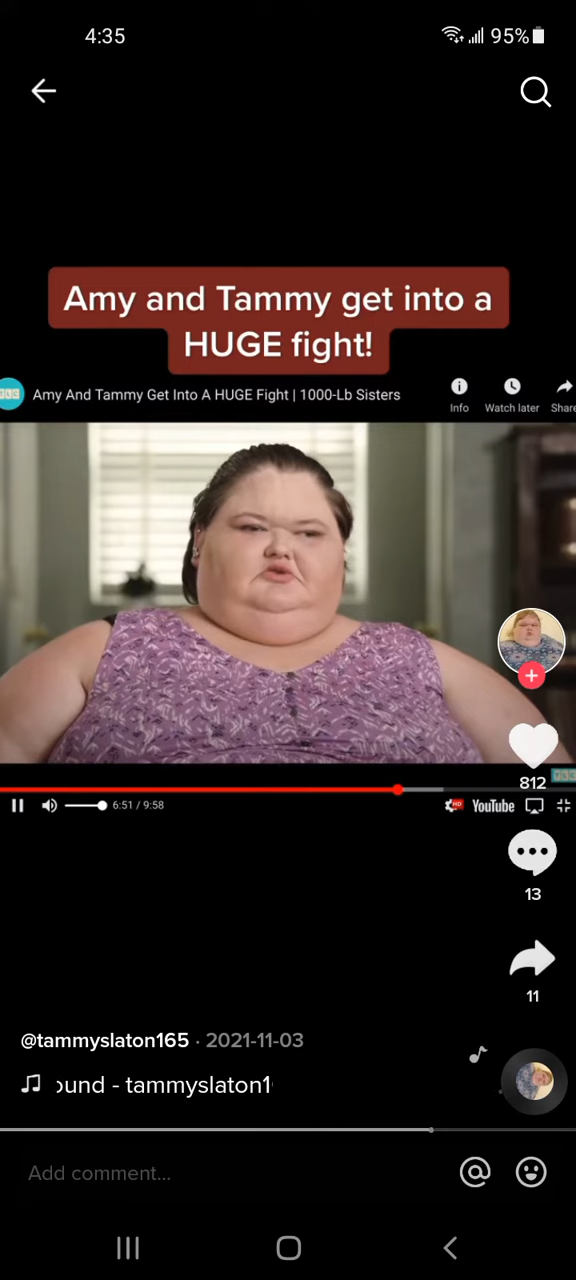 4:35
95%
Amy and Tammy get into a
HUGE fight!
Amy And Tammy Get Into A HUGE Fight | 1000-Lb Sisters
Info
Watch later
Share
812
6:51 / 9:58
HD
YouTube
13
11
@tammyslaton165 · 2021-11-03
ound - tammyslaton1
Add comment...